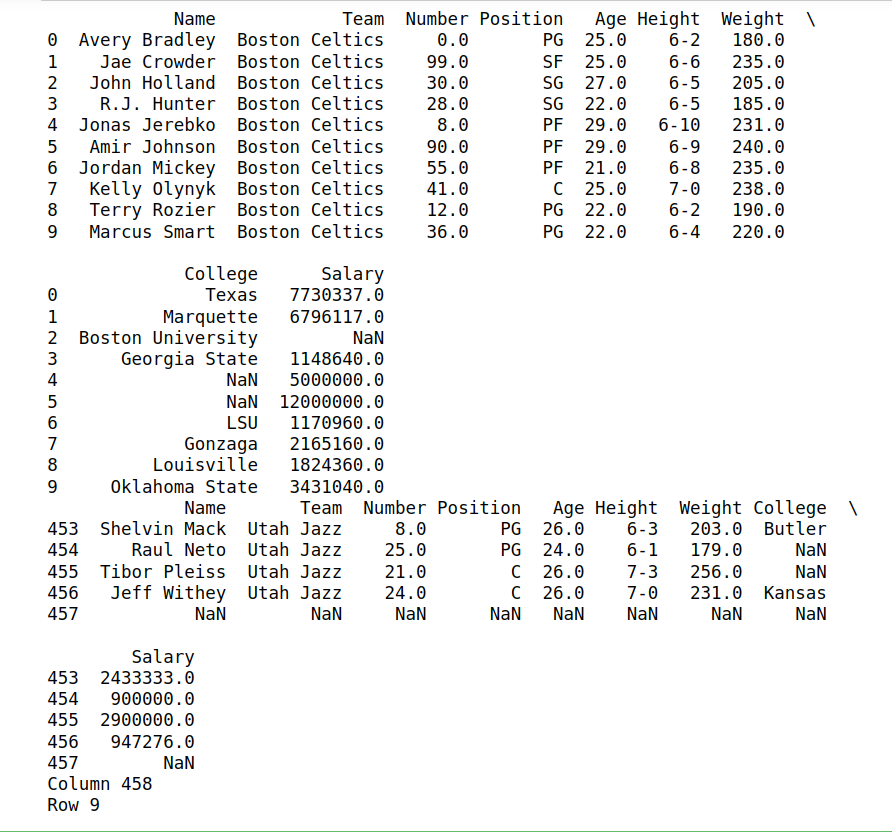 Name            Team  Number Position   Age Height  Weight  \
0  Avery Bradley  Boston Celtics     0.0       PG  25.0    6-2   180.0
1    Jae Crowder  Boston Celtics    99.0       SF  25.0    6-6   235.0
2   John Holland  Boston Celtics    30.0       SG  27.0    6-5   205.0
3    R.J. Hunter  Boston Celtics    28.0       SG  22.0    6-5   185.0
4  Jonas Jerebko  Boston Celtics     8.0       PF  29.0   6-10   231.0
5   Amir Johnson  Boston Celtics    90.0       PF  29.0    6-9   240.0
6  Jordan Mickey  Boston Celtics    55.0       PF  21.0    6-8   235.0
7   Kelly Olynyk  Boston Celtics    41.0        C  25.0    7-0   238.0
8   Terry Rozier  Boston Celtics    12.0       PG  22.0    6-2   190.0
9   Marcus Smart  Boston Celtics    36.0       PG  22.0    6-4   220.0

             College      Salary
0              Texas   7730337.0
1          Marquette   6796117.0
2  Boston University         NaN
3      Georgia State   1148640.0
4                NaN   5000000.0
5                NaN  12000000.0
6                LSU   1170960.0
7            Gonzaga   2165160.0
8         Louisville   1824360.0
9     Oklahoma State   3431040.0
             Name       Team  Number Position   Age Height  Weight College  \
453  Shelvin Mack  Utah Jazz     8.0       PG  26.0    6-3   203.0  Butler
454     Raul Neto  Utah Jazz    25.0       PG  24.0    6-1   179.0     NaN
455  Tibor Pleiss  Utah Jazz    21.0        C  26.0    7-3   256.0     NaN
456   Jeff Withey  Utah Jazz    24.0        C  26.0    7-0   231.0  Kansas
457           NaN        NaN     NaN      NaN   NaN    NaN     NaN     NaN

        Salary
453  2433333.0
454   900000.0
455  2900000.0
456   947276.0
457        NaN
Column 458
Row 9